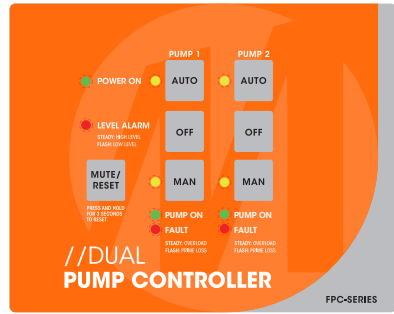 PUMP 1 PUMP 2
POWER ON AUTO AUTO
LEVEL ALARM OFF OFF
STEADY: HIGH LEVEL
FLASH: LOW LEVEL
MUTE/
RESET
MAN MAN
PRESS AND HOLD
FOR 3 SECONDS
TO RESET
PUMP ON PUMP ON
FAULT FAULT
STEADY: OVERLOAD STEADY: OVERLOAD
FLASH: PRIME LOSS FLASH: PRIME LOSS
//DUAL
PUMP CONTROLLER
FPC-SERIES